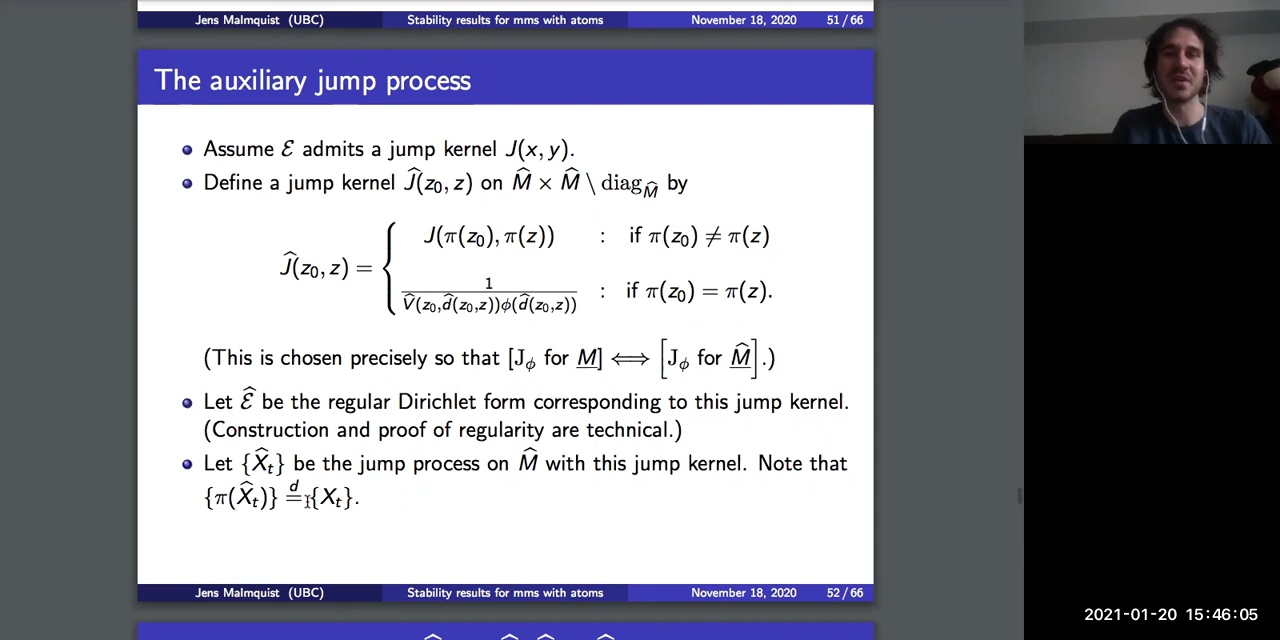 Jens Malmquist (UBC) Stability results for mms with atoms November 18, 2020 51 / 66
The auxiliary jump process
Assume ℰ admits a jump kernel J(x, y).
Define a jump kernel Ĵ(z₀, z) on M̂ × M̂ \ diag_M̂ by
Ĵ(z₀, z) = { J(π(z₀), π(z)) : if π(z₀) ≠ π(z)
1 / (V̂(z₀, d̂(z₀, z))ϕ(d̂(z₀, z))) : if π(z₀) = π(z).
(This is chosen precisely so that [J_ϕ for M] ⟺ [J_ϕ for M̂].)
Let ℰ̂ be the regular Dirichlet form corresponding to this jump kernel.
(Construction and proof of regularity are technical.)
Let {X̂_t} be the jump process on M̂ with this jump kernel. Note that
{π(X̂_t)} =ᵈ {X_t}.
Jens Malmquist (UBC) Stability results for mms with atoms November 18, 2020 52 / 66
2021-01-20 15:46:05